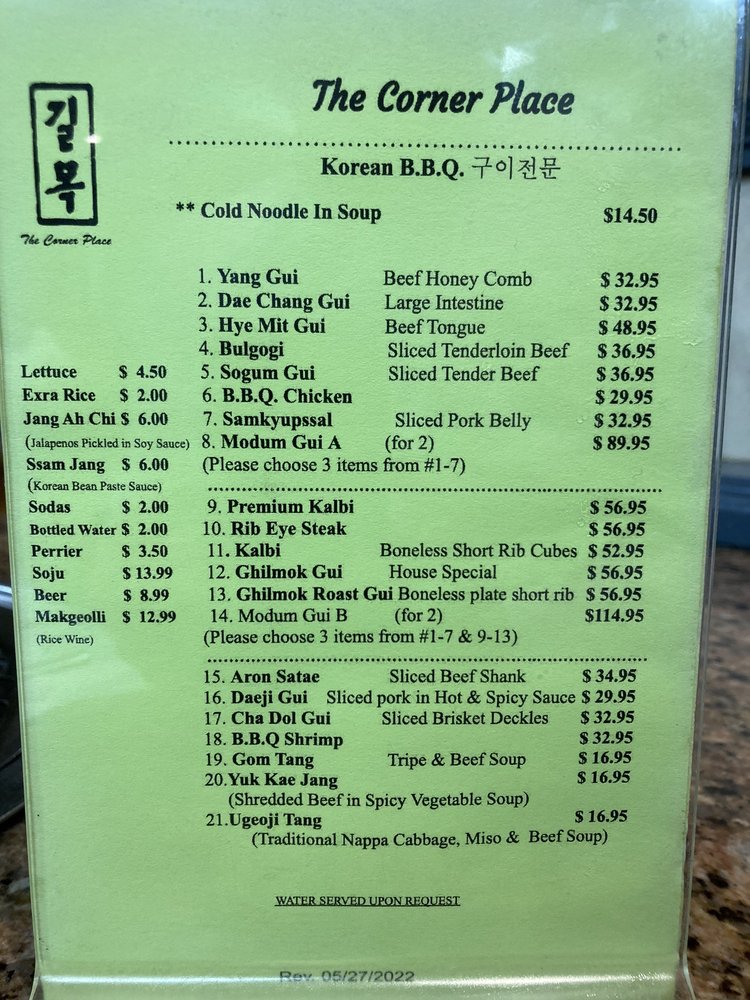 The Corner Place
길목
The Corner Place
Korean B.B.Q. 구이전문
** Cold Noodle In Soup $14.50
1. Yang Gui Beef Honey Comb $ 32.95
2. Dae Chang Gui Large Intestine $ 32.95
3. Hye Mit Gui Beef Tongue $ 48.95
4. Bulgogi Sliced Tenderloin Beef $ 36.95
5. Sogum Gui Sliced Tender Beef $ 36.95
6. B.B.Q. Chicken $ 29.95
7. Samkyupssal Sliced Pork Belly $ 32.95
8. Modum Gui A (for 2) $ 89.95
(Please choose 3 items from #1-7)
9. Premium Kalbi $ 56.95
10. Rib Eye Steak $ 56.95
11. Kalbi Boneless Short Rib Cubes $ 52.95
12. Ghilmok Gui House Special $ 56.95
13. Ghilmok Roast Gui Boneless plate short rib $ 56.95
14. Modum Gui B (for 2) $114.95
(Please choose 3 items from #1-7 & 9-13)
15. Aron Satae Sliced Beef Shank $ 34.95
16. Daeji Gui Sliced pork in Hot & Spicy Sauce $ 29.95
17. Cha Dol Gui Sliced Brisket Deckles $ 32.95
18. B.B.Q Shrimp $ 32.95
19. Gom Tang Tripe & Beef Soup $ 16.95
20.Yuk Kae Jang $ 16.95
(Shredded Beef in Spicy Vegetable Soup)
21.Ugeoji Tang $ 16.95
(Traditional Nappa Cabbage, Miso & Beef Soup)
Lettuce $ 4.50
Exra Rice $ 2.00
Jang Ah Chi $ 6.00
(Jalapenos Pickled in Soy Sauce)
Ssam Jang $ 6.00
(Korean Bean Paste Sauce)
Sodas $ 2.00
Bottled Water $ 2.00
Perrier $ 3.50
Soju $ 13.99
Beer $ 8.99
Makgeolli $ 12.99
(Rice Wine)
WATER SERVED UPON REQUEST
Rev. 05/27/2022